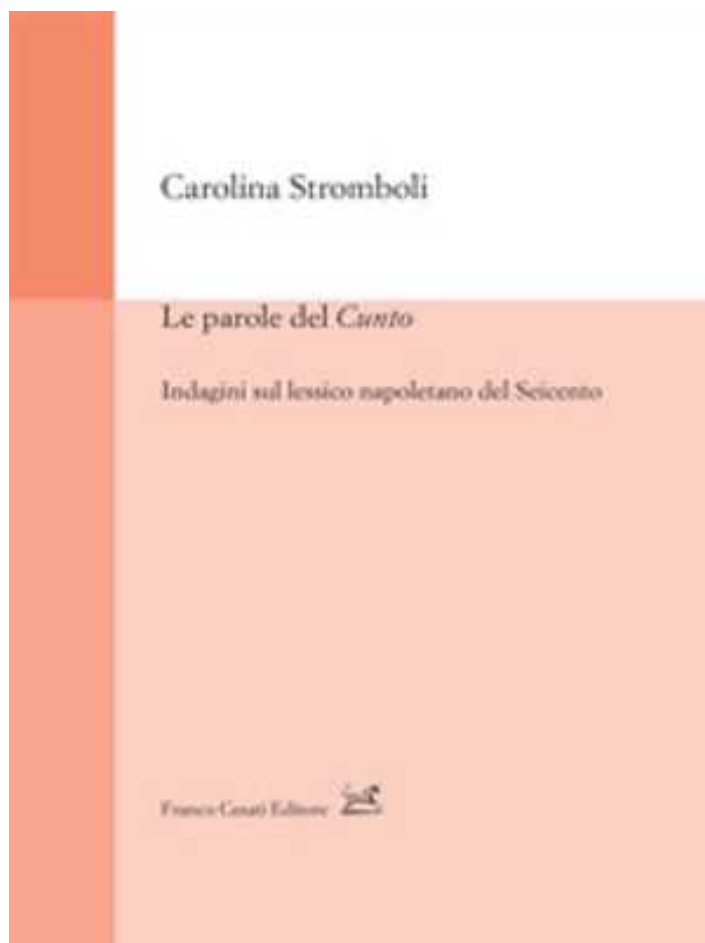 Carolina Stromboli
Le parole del Cunto
Indagini sul lessico napoletano del Seicento
Franco Cesati Editore